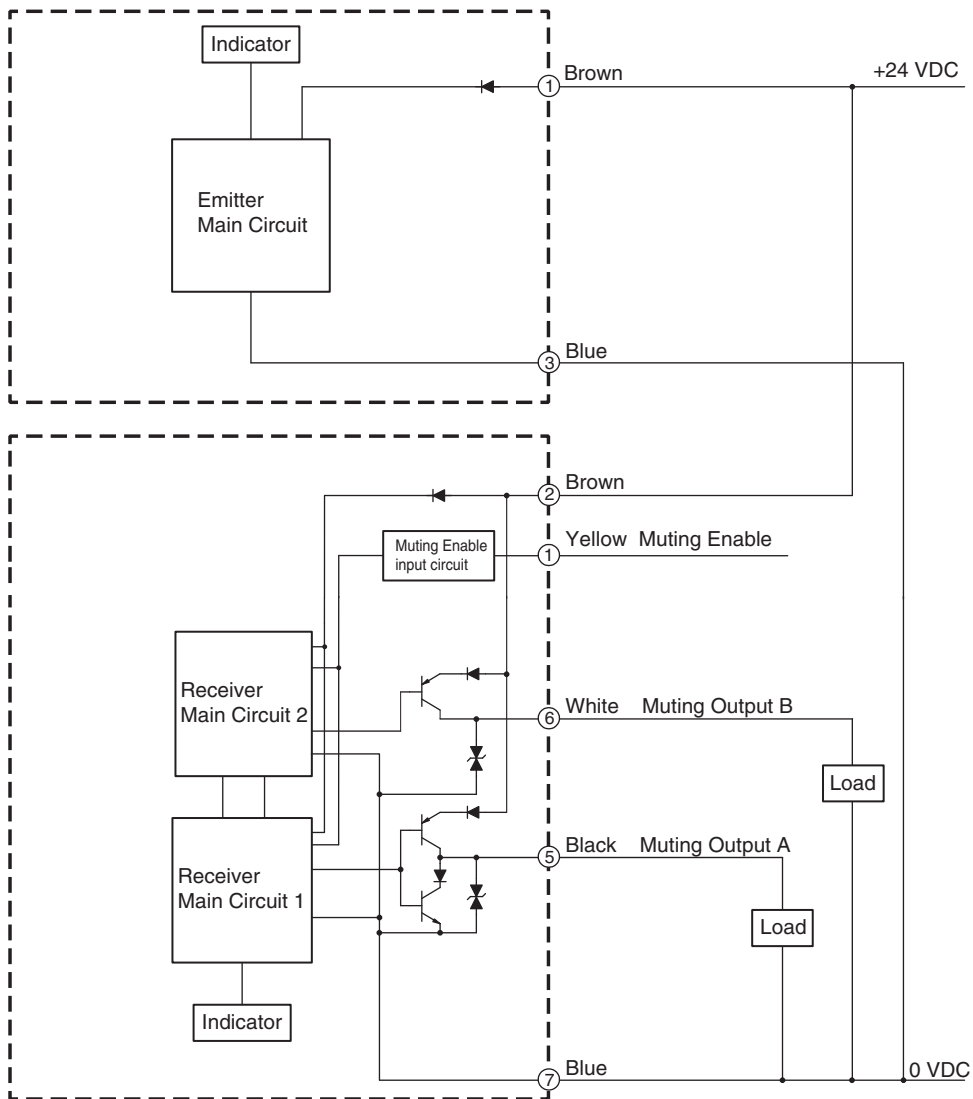 Indicator
1 Brown +24 VDC
Emitter
Main Circuit
3 Blue
2 Brown
Muting Enable
input circuit
1 Yellow Muting Enable
Receiver
Main Circuit 2
6 White Muting Output B
Load
5 Black Muting Output A
Receiver
Main Circuit 1
Load
Indicator
7 Blue 0 VDC